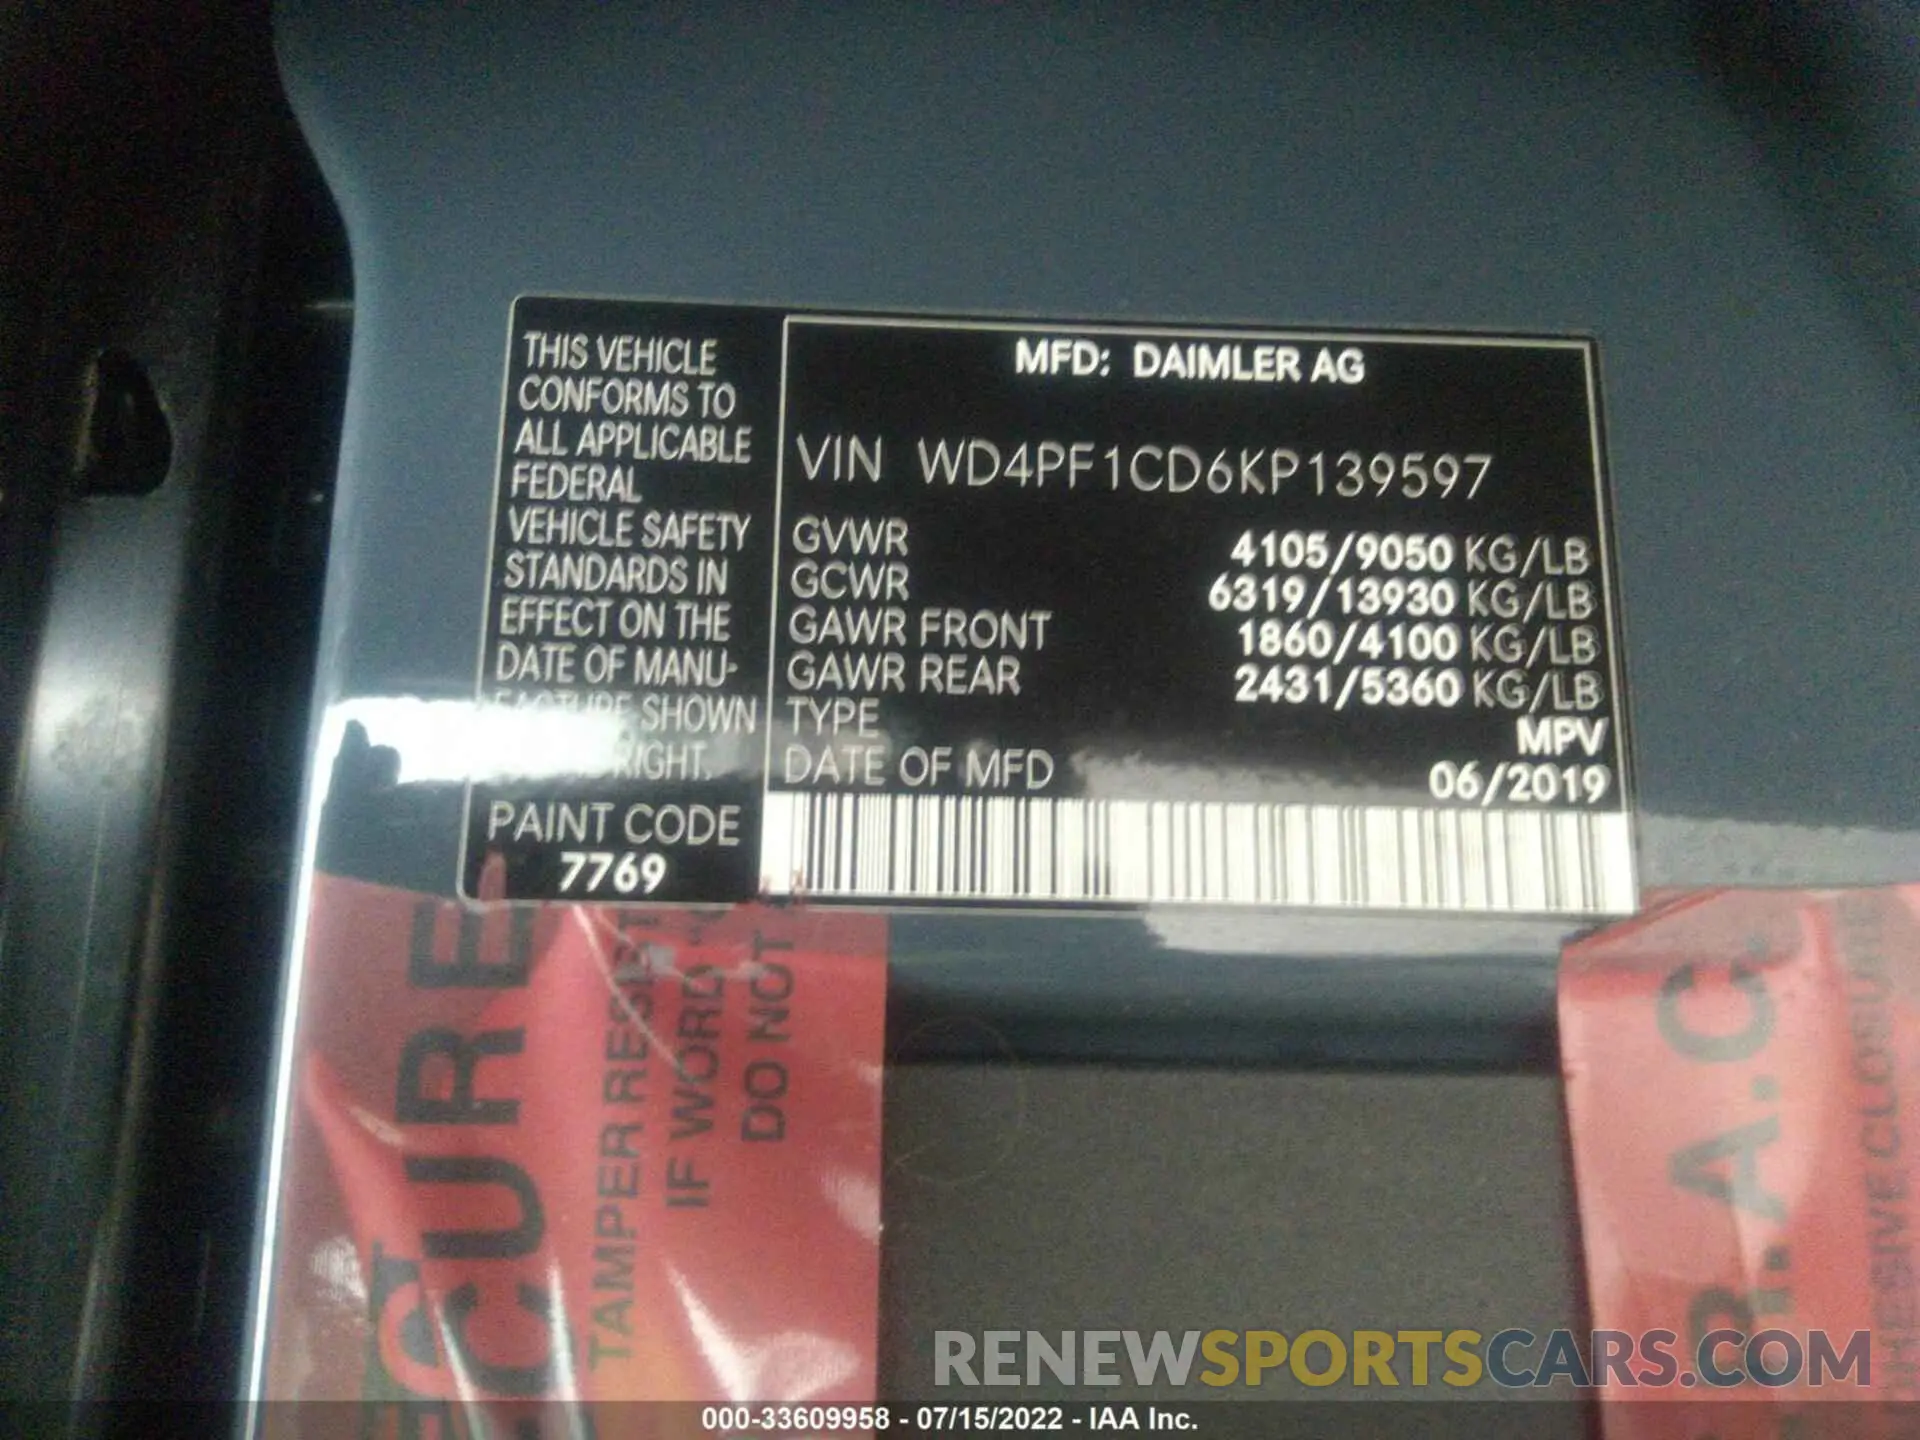 THIS VEHICLE
CONFORMS TO
ALL APPLICABLE
FEDERAL
VEHICLE SAFETY
STANDARDS IN
EFFECT ON THE
DATE OF MANU-
FACTURE SHOWN
RIGHT.
PAINT CODE
7769
MFD: DAIMLER AG
VIN WD4PF1CD6KP139597
GVWR 4105/9050 KG/LB
GCWR 6319/13930 KG/LB
GAWR FRONT 1860/4100 KG/LB
GAWR REAR 2431/5360 KG/LB
TYPE MPV
DATE OF MFD 06/2019
TAMPER
IF WORD
DO NOT
RENEWSPORTSCARS.COM
000-33609958 - 07/15/2022 - IAA Inc.